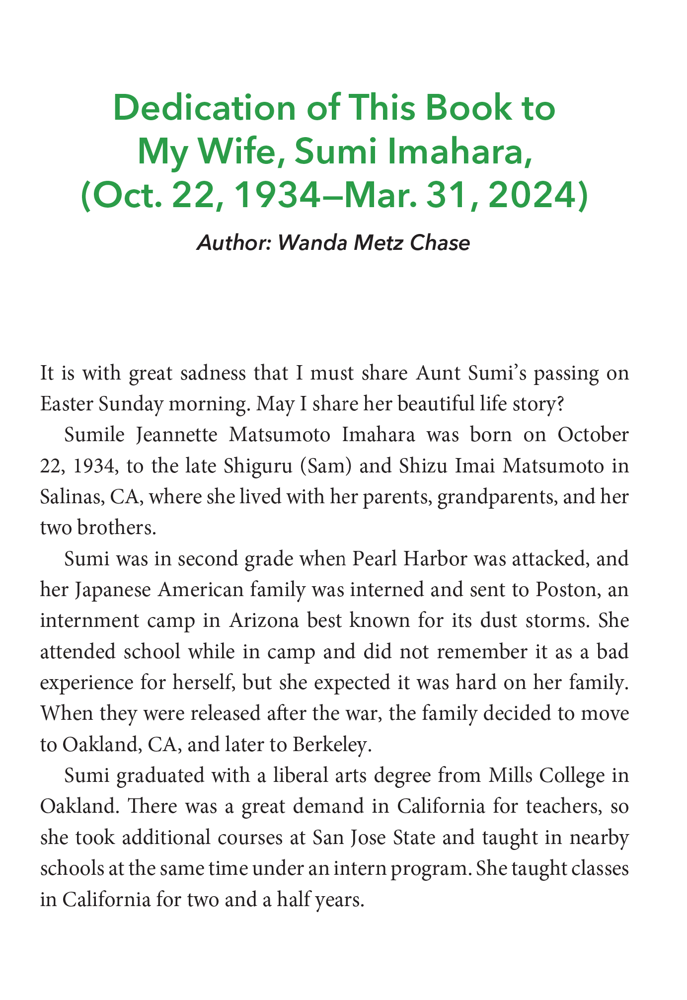 Dedication of This Book to
My Wife, Sumi Imahara,
(Oct. 22, 1934–Mar. 31, 2024)
Author: Wanda Metz Chase
It is with great sadness that I must share Aunt Sumi’s passing on
Easter Sunday morning. May I share her beautiful life story?
Sumile Jeannette Matsumoto Imahara was born on October
22, 1934, to the late Shiguru (Sam) and Shizu Imai Matsumoto in
Salinas, CA, where she lived with her parents, grandparents, and her
two brothers.
Sumi was in second grade when Pearl Harbor was attacked, and
her Japanese American family was interned and sent to Poston, an
internment camp in Arizona best known for its dust storms. She
attended school while in camp and did not remember it as a bad
experience for herself, but she expected it was hard on her family.
When they were released after the war, the family decided to move
to Oakland, CA, and later to Berkeley.
Sumi graduated with a liberal arts degree from Mills College in
Oakland. There was a great demand in California for teachers, so
she took additional courses at San Jose State and taught in nearby
schools at the same time under an intern program. She taught classes
in California for two and a half years.